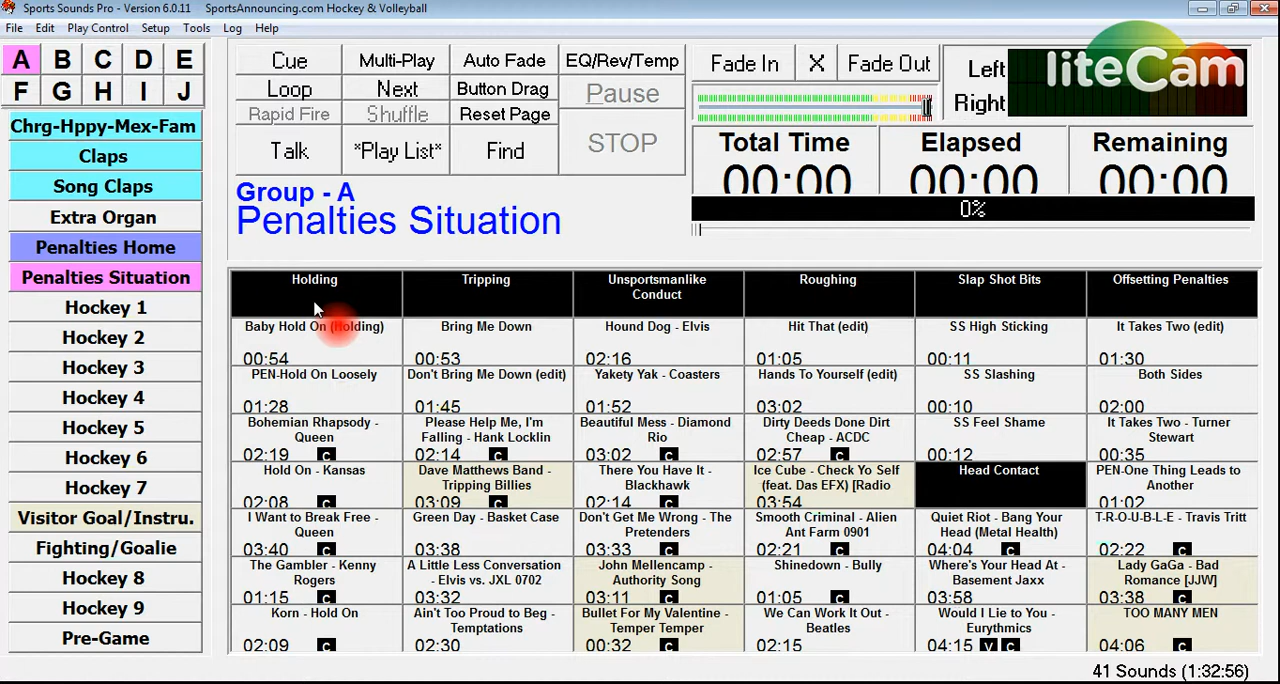 Sports Sounds Pro - Version 6.0.11 SportsAnnouncing.com Hockey & Volleyball
File Edit Play Control Setup Tools Log Help
A B C D E
F G H I J
Chrg-Hppy-Mex-Fam
Claps
Song Claps
Extra Organ
Penalties Home
Penalties Situation
Hockey 1
Hockey 2
Hockey 3
Hockey 4
Hockey 5
Hockey 6
Hockey 7
Visitor Goal/Instru.
Fighting/Goalie
Hockey 8
Hockey 9
Pre-Game
Cue Multi-Play Auto Fade EQ/Rev/Temp
Loop Next Button Drag Pause
Rapid Fire Shuffle Reset Page
Talk *Play List* Find STOP
Group - A
Penalties Situation
Fade In X Fade Out
Left
Right
liteCam
Total Time Elapsed Remaining
00:00 00:00 00:00
0%
Holding Tripping Unsportsmanlike Conduct Roughing Slap Shot Bits Offsetting Penalties
Baby Hold On (Holding) Bring Me Down Hound Dog - Elvis Hit That (edit) SS High Sticking It Takes Two (edit)
00:54 00:53 02:16 01:05 00:11 01:30
PEN-Hold On Loosely Don't Bring Me Down (edit) Yakety Yak - Coasters Hands To Yourself (edit) SS Slashing Both Sides
01:28 01:45 01:52 03:02 00:10 02:00
Bohemian Rhapsody - Queen Please Help Me, I'm Falling - Hank Locklin Beautiful Mess - Diamond Rio Dirty Deeds Done Dirt Cheap - ACDC SS Feel Shame It Takes Two - Turner Stewart
02:19 C 02:14 C 03:02 C 02:57 C 00:12 00:35
Hold On - Kansas Dave Matthews Band - Tripping Billies There You Have It - Blackhawk Ice Cube - Check Yo Self (feat. Das EFX) [Radio Head Contact PEN-One Thing Leads to Another
02:08 C 03:09 C 02:14 C 03:54 01:02
I Want to Break Free - Queen Green Day - Basket Case Don't Get Me Wrong - The Pretenders Smooth Criminal - Alien Ant Farm 0901 Quiet Riot - Bang Your Head (Metal Health) T-R-O-U-B-L-E - Travis Tritt
03:40 C 03:38 03:33 C 02:21 C 04:04 C 02:22 C
The Gambler - Kenny Rogers A Little Less Conversation - Elvis vs. JXL 0702 John Mellencamp - Authority Song Shinedown - Bully Where's Your Head At - Basement Jaxx Lady GaGa - Bad Romance [JJW]
01:15 C 03:32 03:11 C 01:05 C 03:58 03:38 C
Korn - Hold On Ain't Too Proud to Beg - Temptations Bullet For My Valentine - Temper Temper We Can Work It Out - Beatles Would I Lie to You - Eurythmics TOO MANY MEN
02:09 C 02:30 00:32 C 02:15 04:15 V C 04:06 C
41 Sounds (1:32:56)